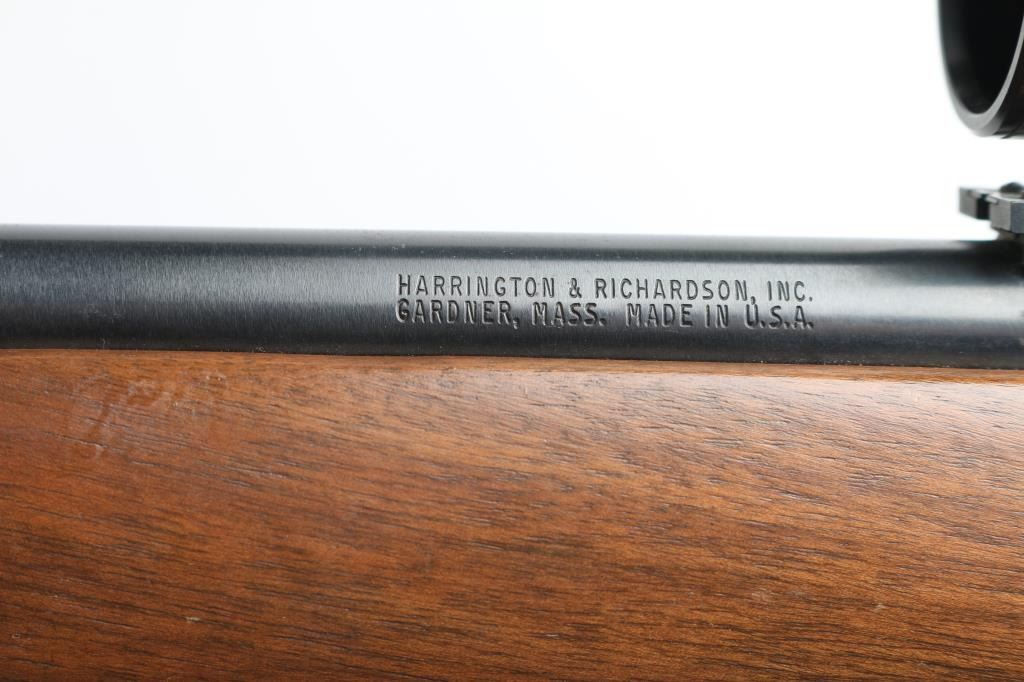 HARRINGTON & RICHARDSON, INC.
GARDNER, MASS. MADE IN U.S.A.